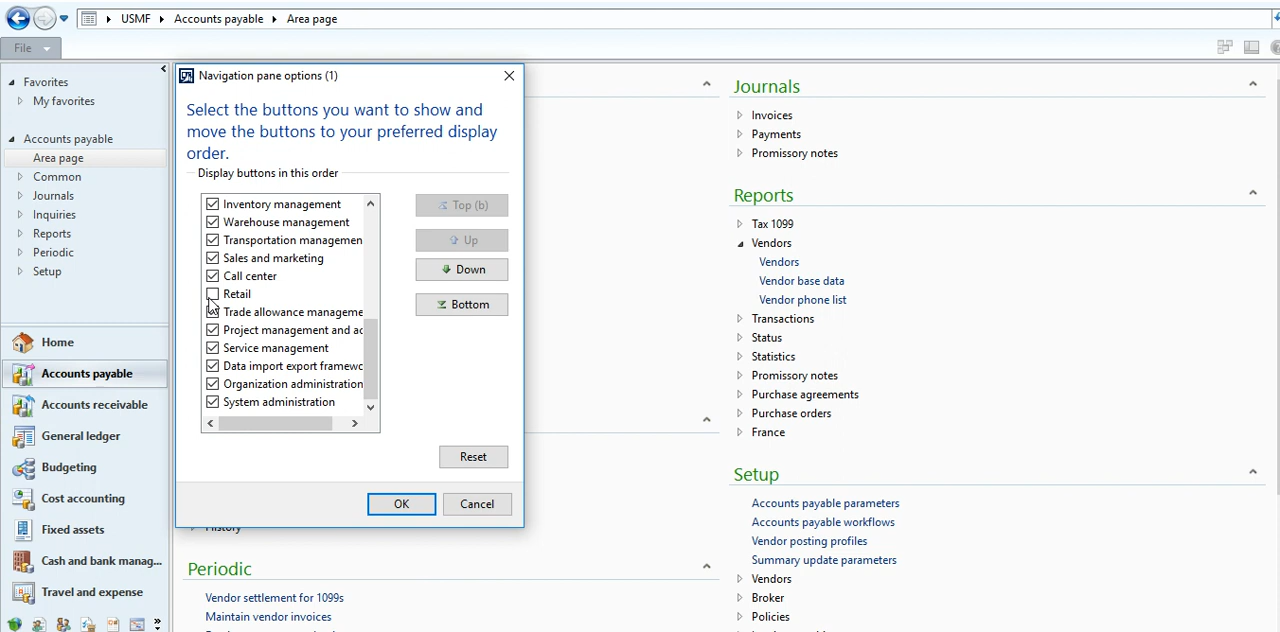 USMF ▸ Accounts payable ▸ Area page
File
Favorites
My favorites
Accounts payable
Area page
Common
Journals
Inquiries
Reports
Periodic
Setup
Home
Accounts payable
Accounts receivable
General ledger
Budgeting
Cost accounting
Fixed assets
Cash and bank manag...
Travel and expense
Navigation pane options (1)
Select the buttons you want to show and
move the buttons to your preferred display
order.
Display buttons in this order
Inventory management
Warehouse management
Transportation managemen
Sales and marketing
Call center
Retail
Trade allowance manageme
Project management and ac
Service management
Data import export framewo
Organization administration
System administration
Top (b)
Up
Down
Bottom
Reset
OK
Cancel
History
Periodic
Vendor settlement for 1099s
Maintain vendor invoices
Journals
Invoices
Payments
Promissory notes
Reports
Tax 1099
Vendors
Vendors
Vendor base data
Vendor phone list
Transactions
Status
Statistics
Promissory notes
Purchase agreements
Purchase orders
France
Setup
Accounts payable parameters
Accounts payable workflows
Vendor posting profiles
Summary update parameters
Vendors
Broker
Policies